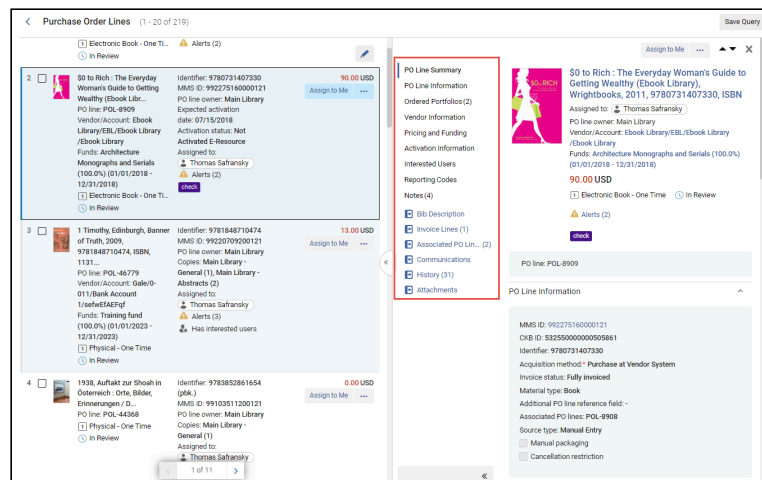 Purchase Order Lines (1 - 20 of 219)
Save Query
Electronic Book - One Ti...
In Review
Alerts (2)
2
$0 to Rich : The Everyday
Woman's Guide to Getting
Wealthy (Ebook Libr...
PO line: POL-8909
Vendor/Account: Ebook
Library/EBL/Ebook Library
/Ebook Library
Funds: Architecture
Monographs and Serials
(100.0%) (01/01/2018 -
12/31/2018)
Electronic Book - One Ti...
In Review
Identifier: 9780731407330
MMS ID: 992275160000121
PO line owner: Main Library
Expected activation
date: 07/15/2018
Activation status: Not
Activated E-Resource
Assigned to:
Thomas Safransky
Alerts (2)
check
90.00 USD
Assign to Me
3
1 Timothy, Edinburgh, Banner
of Truth, 2009,
9781848710474, ISBN,
1131...
PO line: POL-46779
Vendor/Account: Gale/0-
011/Bank Account
1/sefwEfAEFqf
Funds: Training fund
(100.0%) (01/01/2023 -
12/31/2023)
Physical - One Time
In Review
Identifier: 9781848710474
MMS ID: 99220709200121
PO line owner: Main Library
Copies: Main Library -
General (1), Main Library -
Abstracts (2)
Assigned to:
Thomas Safransky
Alerts (3)
Has interested users
13.00 USD
Assign to Me
4
1938, Auftakt zur Shoah in
Österreich : Orte, Bilder,
Erinnerungen / D...
PO line: POL-44368
Physical - One Time
In Review
Identifier: 9783852861654
(pbk.)
MMS ID: 99103511200121
PO line owner: Main Library
Copies: Main Library -
General (1)
Assigned to:
Thomas Safransky
0.00 USD
Assign to Me
1 of 11
PO Line Summary
PO Line Information
Ordered Portfolios (2)
Vendor Information
Pricing and Funding
Activation Information
Interested Users
Reporting Codes
Notes (4)
Bib Description
Invoice Lines (1)
Associated PO Lin... (2)
Communications
History (31)
Attachments
Assign to Me
$0 to Rich : The Everyday Woman's Guide to
Getting Wealthy (Ebook Library),
Wrightbooks, 2011, 9780731407330, ISBN
Assigned to: Thomas Safransky
PO line owner: Main Library
Vendor/Account: Ebook Library/EBL/Ebook Library
/Ebook Library
Funds: Architecture Monographs and Serials (100.0%)
(01/01/2018 - 12/31/2018)
90.00 USD
Electronic Book - One Time In Review
Alerts (2)
check
PO line: POL-8909
PO Line Information
MMS ID: 992275160000121
CKB ID: 532550000000505861
Identifier: 9780731407330
Acquisition method:* Purchase at Vendor System
Invoice status: Fully invoiced
Material type: Book
Additional PO line reference field: -
Associated PO lines: POL-8908
Source type: Manual Entry
Manual packaging
Cancellation restriction